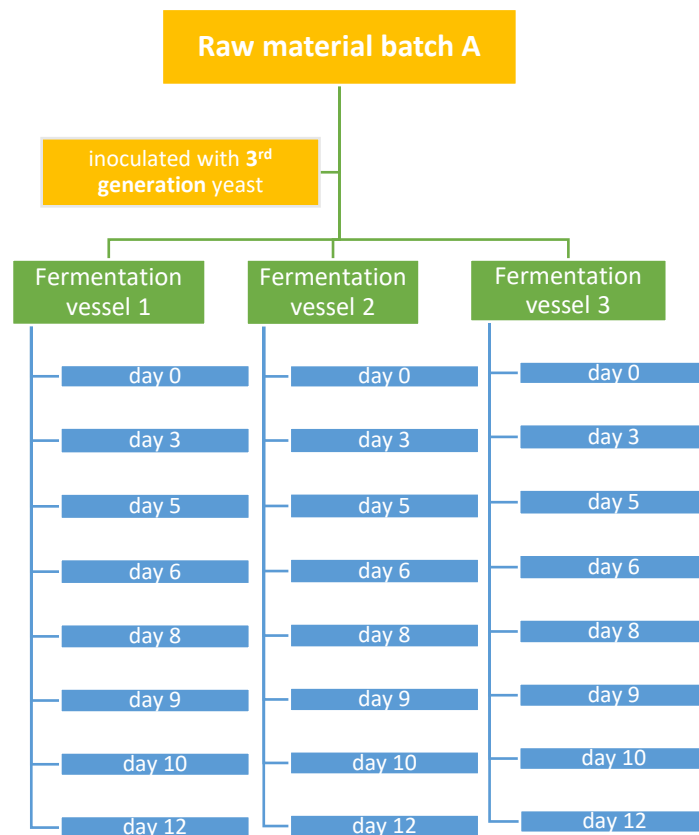 Raw material batch A
inoculated with 3rd
generation yeast
Fermentation
vessel 1
Fermentation
vessel 2
Fermentation
vessel 3
day 0
day 3
day 5
day 6
day 8
day 9
day 10
day 12
day 0
day 3
day 5
day 6
day 8
day 9
day 10
day 12
day 0
day 3
day 5
day 6
day 8
day 9
day 10
day 12